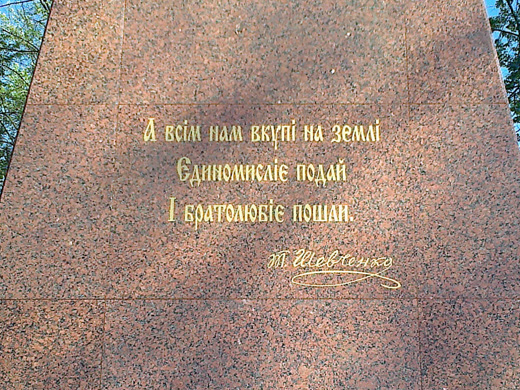 А всім нам вкупі на землі
Єдиномисліє подай
І братолюбіє пошли.
Т. Шевченко